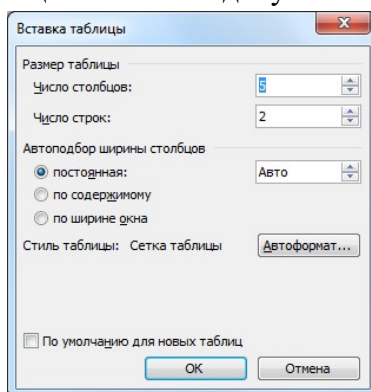 Вставка таблицы
Размер таблицы
Число столбцов: 5
Число строк: 2
Автоподбор ширины столбцов
постоянная: Авто
по содержимому
по ширине окна
Стиль таблицы: Сетка таблицы Автоформат...
По умолчанию для новых таблиц
ОК Отмена